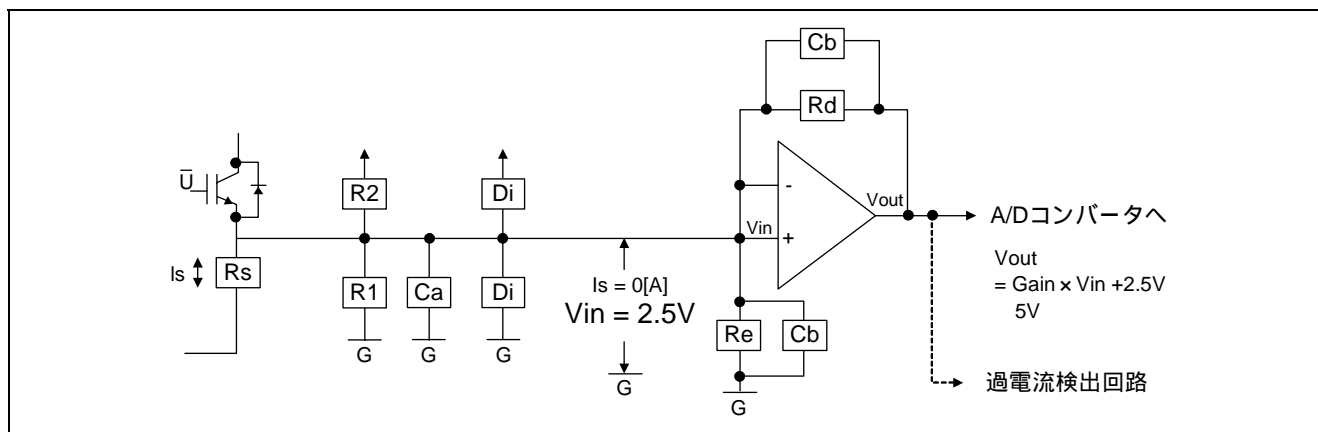 Cb
Rd
U
R2
Di
Vout
A/Dコンバータへ
Vin
-
+
Is
Rs
R1
Ca
Di
Is = 0[A]
Vin = 2.5V
Vout
= Gain × Vin +2.5V
5V
Re
Cb
G
G
G
G
G
過電流検出回路